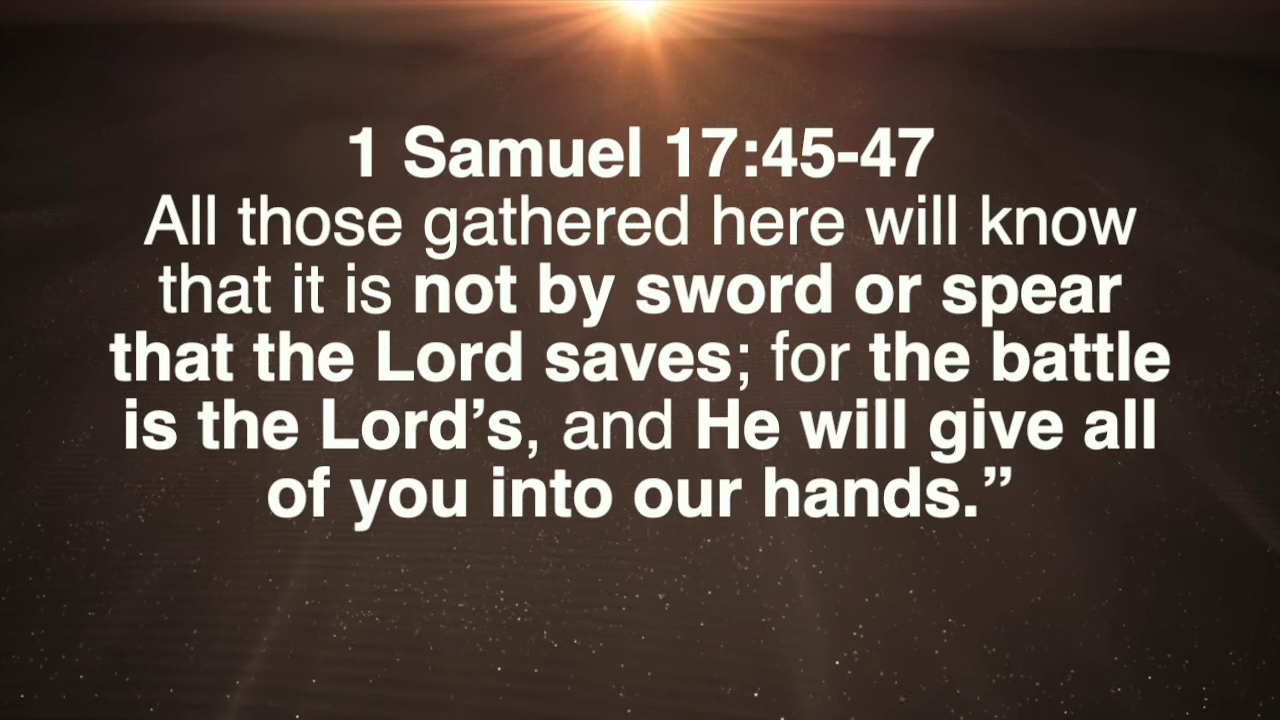 1 Samuel 17:45-47
All those gathered here will know
that it is not by sword or spear
that the Lord saves; for the battle
is the Lord’s, and He will give all
of you into our hands.”